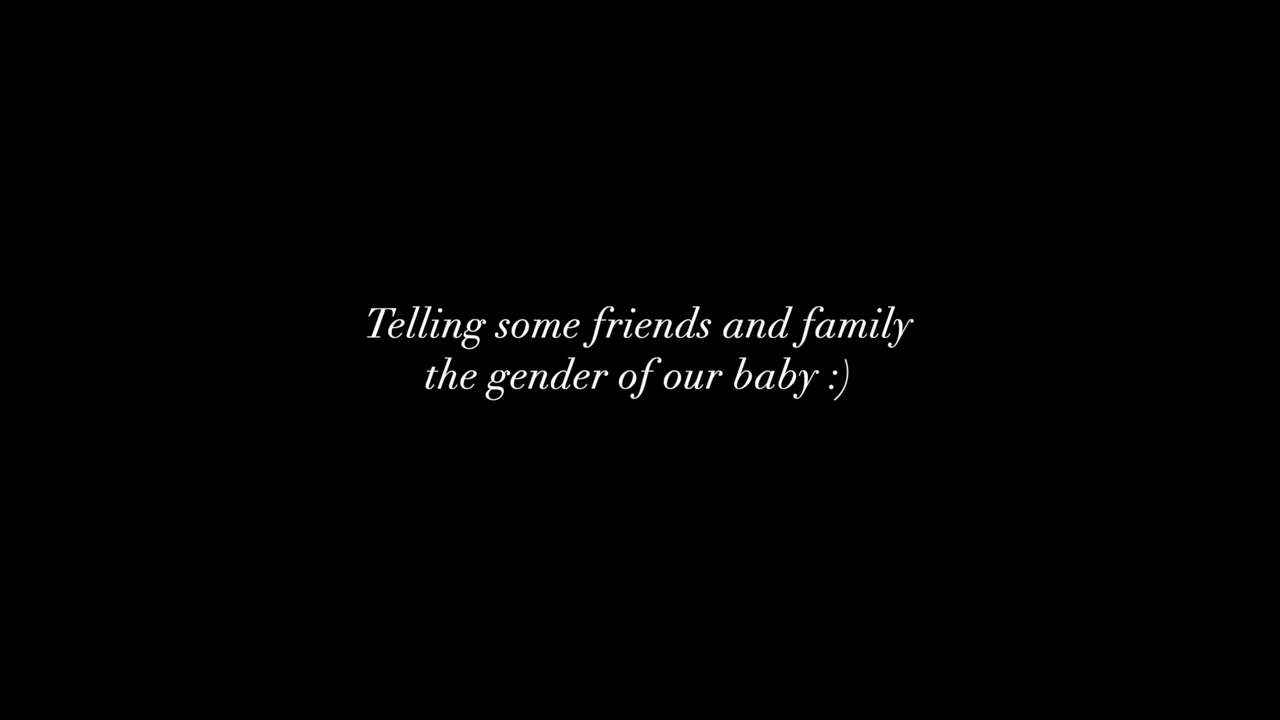 Telling some friends and family
the gender of our baby :)